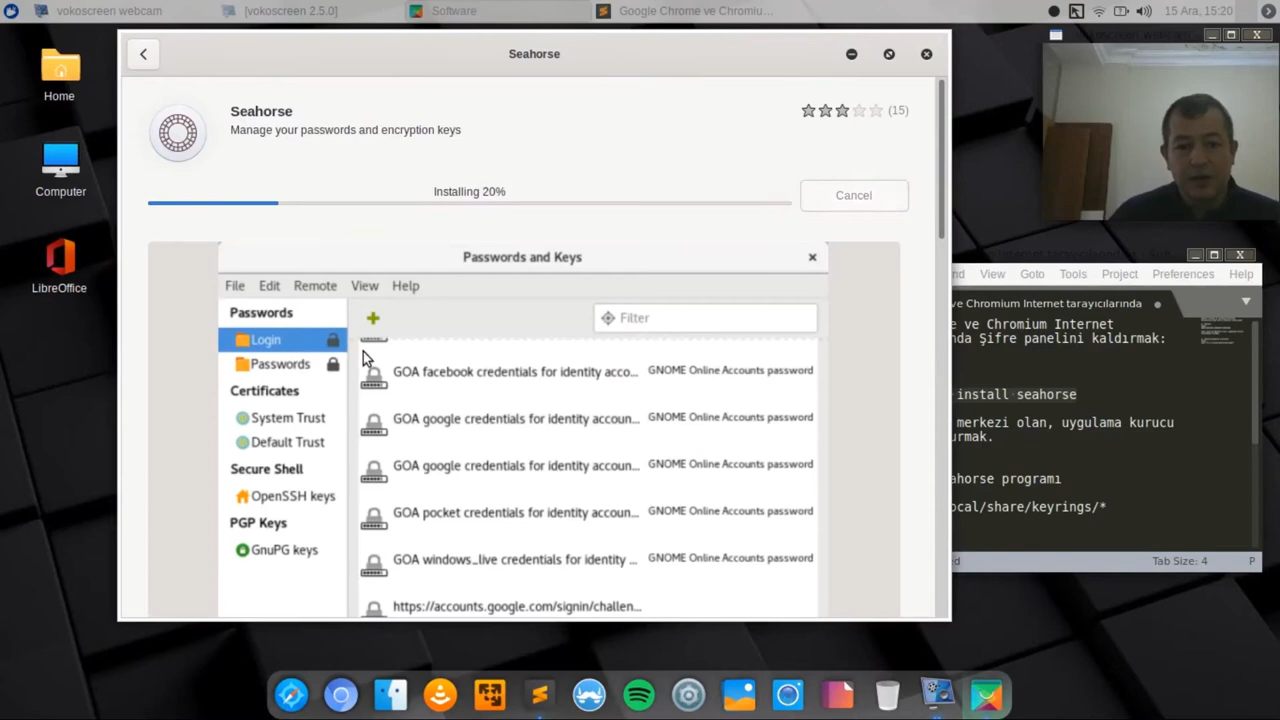 vokoscreen webcam
[vokoscreen 2.5.0]
Software
Google Chrome ve Chromiu...
15 Ara, 15:20
Home
Computer
LibreOffice
Seahorse
Seahorse
Manage your passwords and encryption keys
(15)
Installing 20%
Cancel
Passwords and Keys
File Edit Remote View Help
Filter
Passwords
Login
Passwords
Certificates
System Trust
Default Trust
Secure Shell
OpenSSH keys
PGP Keys
GnuPG keys
GOA facebook credentials for identity acco... GNOME Online Accounts password
GOA google credentials for identity accoun... GNOME Online Accounts password
GOA google credentials for identity accoun... GNOME Online Accounts password
GOA pocket credentials for identity accoun... GNOME Online Accounts password
GOA windows_live credentials for identity ... GNOME Online Accounts password
https://accounts.google.com/signin/challen...
nd View Goto Tools Project Preferences Help
ve Chromium Internet tarayıcılarında
e ve Chromium Internet
nda Şifre panelini kaldırmak:
install seahorse
merkezi olan, uygulama kurucu
urmak.
ahorse programı
ocal/share/keyrings/*
ed
Tab Size: 4
P